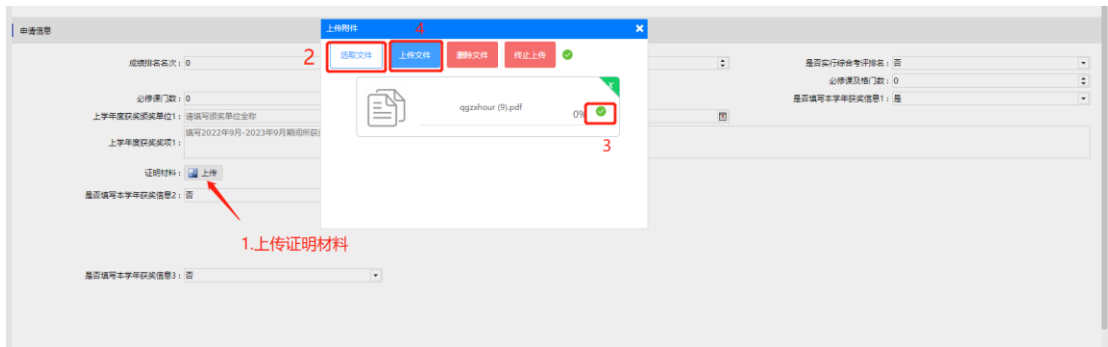 申请信息
上传附件
4
2
选取文件
上传文件
删除文件
终止上传
qgzxhour (9).pdf
0%
3
成绩排名名次: 0
是否实行综合考评排名: 否
必修课及格门数: 0
必修课门数: 0
是否填写本学年获奖信息1: 是
上学年度获奖颁奖单位1: 请填写颁奖单位全称
上学年度获奖奖项1: 填写2022年9月-2023年9月期间所获
证明材料: 上传
是否填写本学年获奖信息2: 否
1.上传证明材料
是否填写本学年获奖信息3: 否